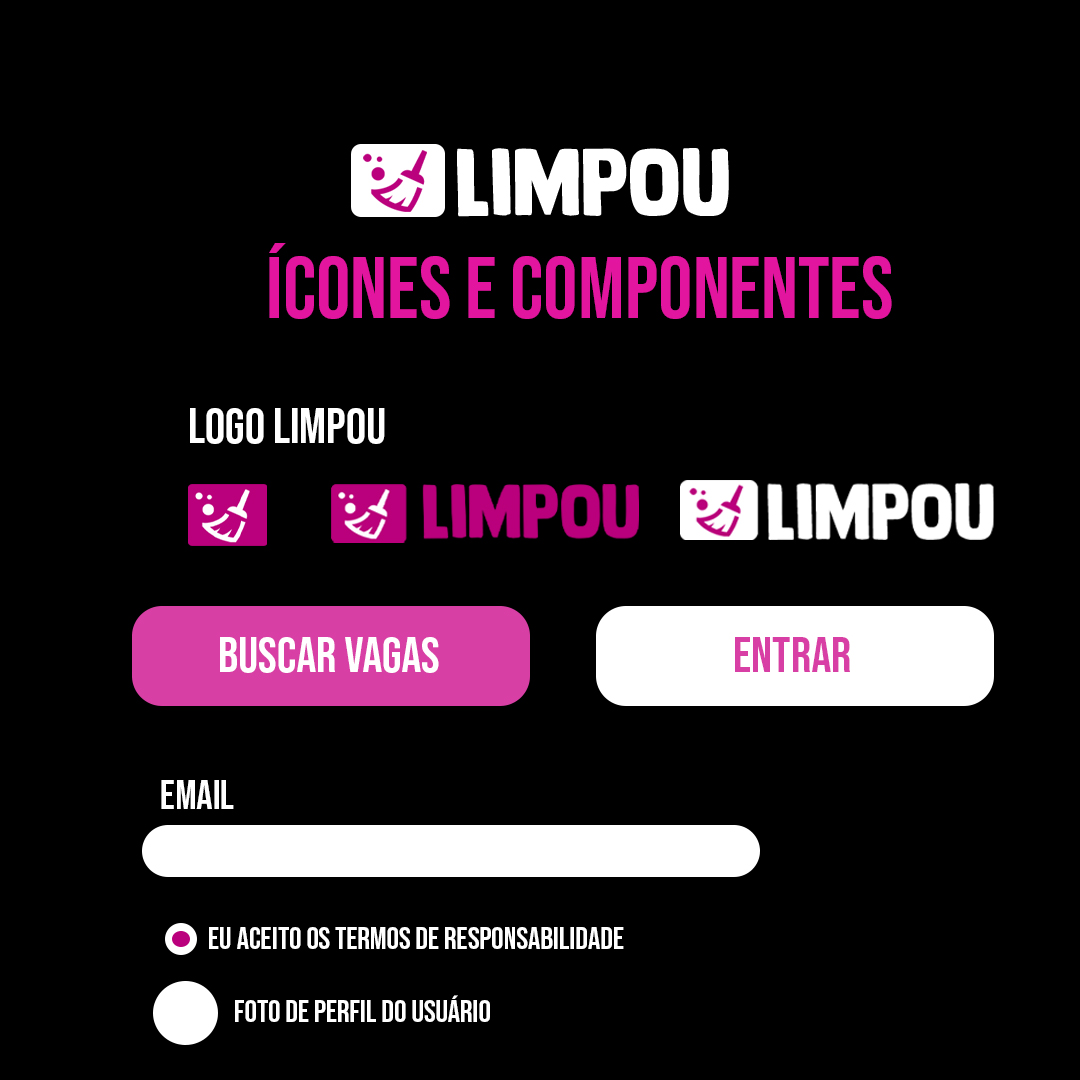 LIMPOU
ÍCONES E COMPONENTES
LOGO LIMPOU
LIMPOU
LIMPOU
BUSCAR VAGAS
ENTRAR
EMAIL
EU ACEITO OS TERMOS DE RESPONSABILIDADE
FOTO DE PERFIL DO USUÁRIO